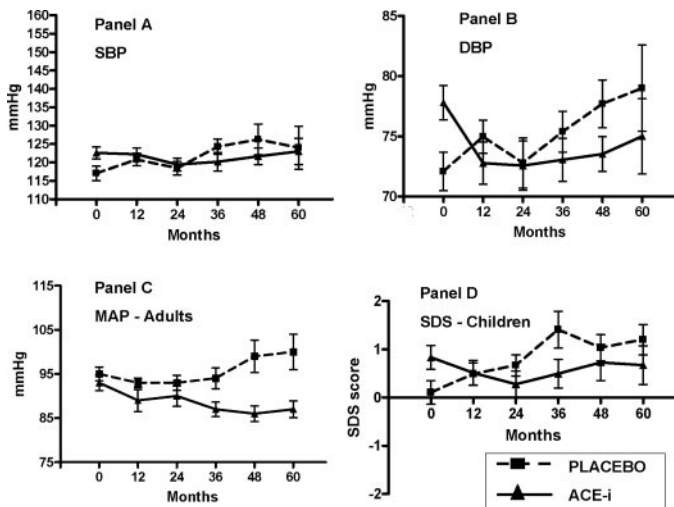 Panel A
SBP
mmHg
160
155
150
145
140
135
130
125
120
115
110
0 12 24 36 48 60
Months
Panel B
DBP
mmHg
80
75
70
0 12 24 36 48 60
Months
Panel C
MAP - Adults
mmHg
115
105
95
85
75
0 12 24 36 48 60
Months
Panel D
SDS - Children
SDS score
2
1
0
-1
-2
0 12 24 36 48 60
Months
PLACEBO
ACE-i